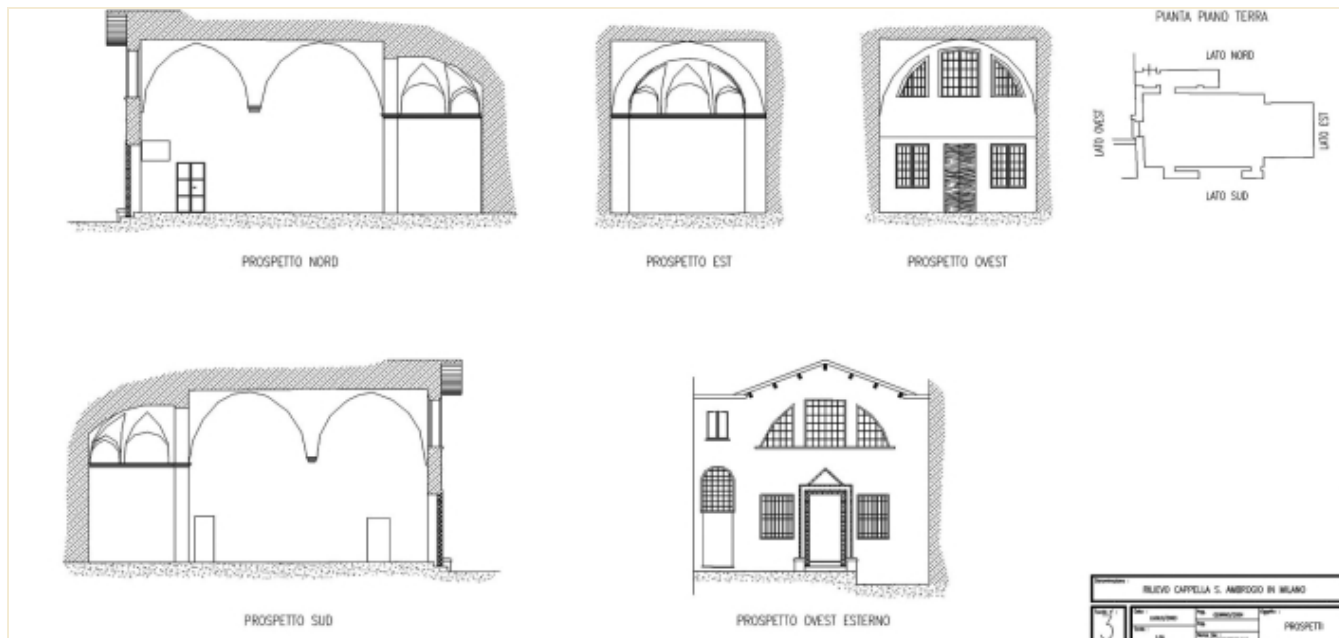 PIANTA PIANO TERRA
LATO NORD
LATO OVEST
LATO EST
LATO SUD
PROSPETTO NORD
PROSPETTO EST
PROSPETTO OVEST
PROSPETTO SUD
PROSPETTO OVEST ESTERNO
RILIEVO CAPPELLA S. AMBROGIO IN MILANO
3
PROSPETTI